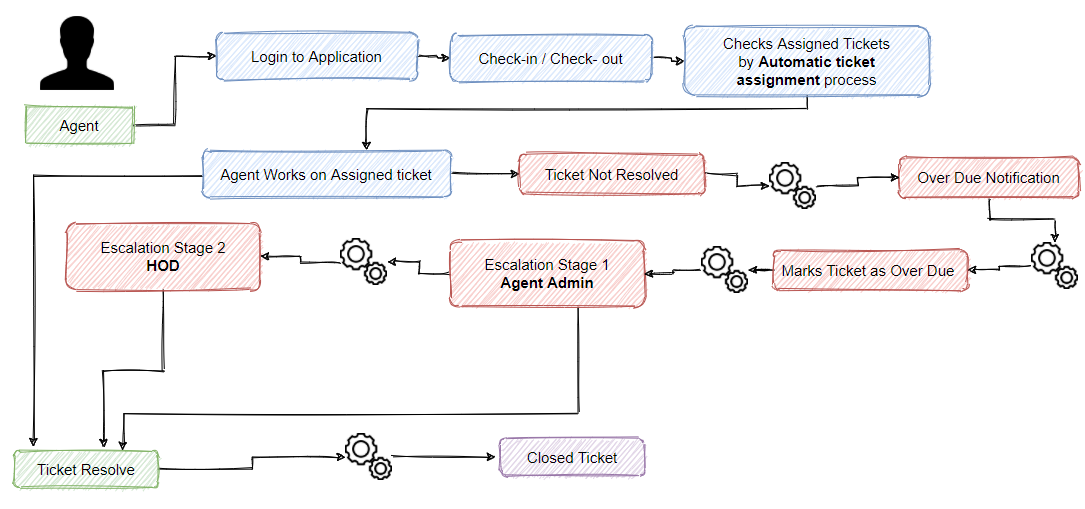 Login to Application
Check-in / Check- out
Checks Assigned Tickets
by Automatic ticket
assignment process
Agent
Agent Works on Assigned ticket
Ticket Not Resolved
Over Due Notification
Escalation Stage 2
HOD
Escalation Stage 1
Agent Admin
Marks Ticket as Over Due
Ticket Resolve
Closed Ticket